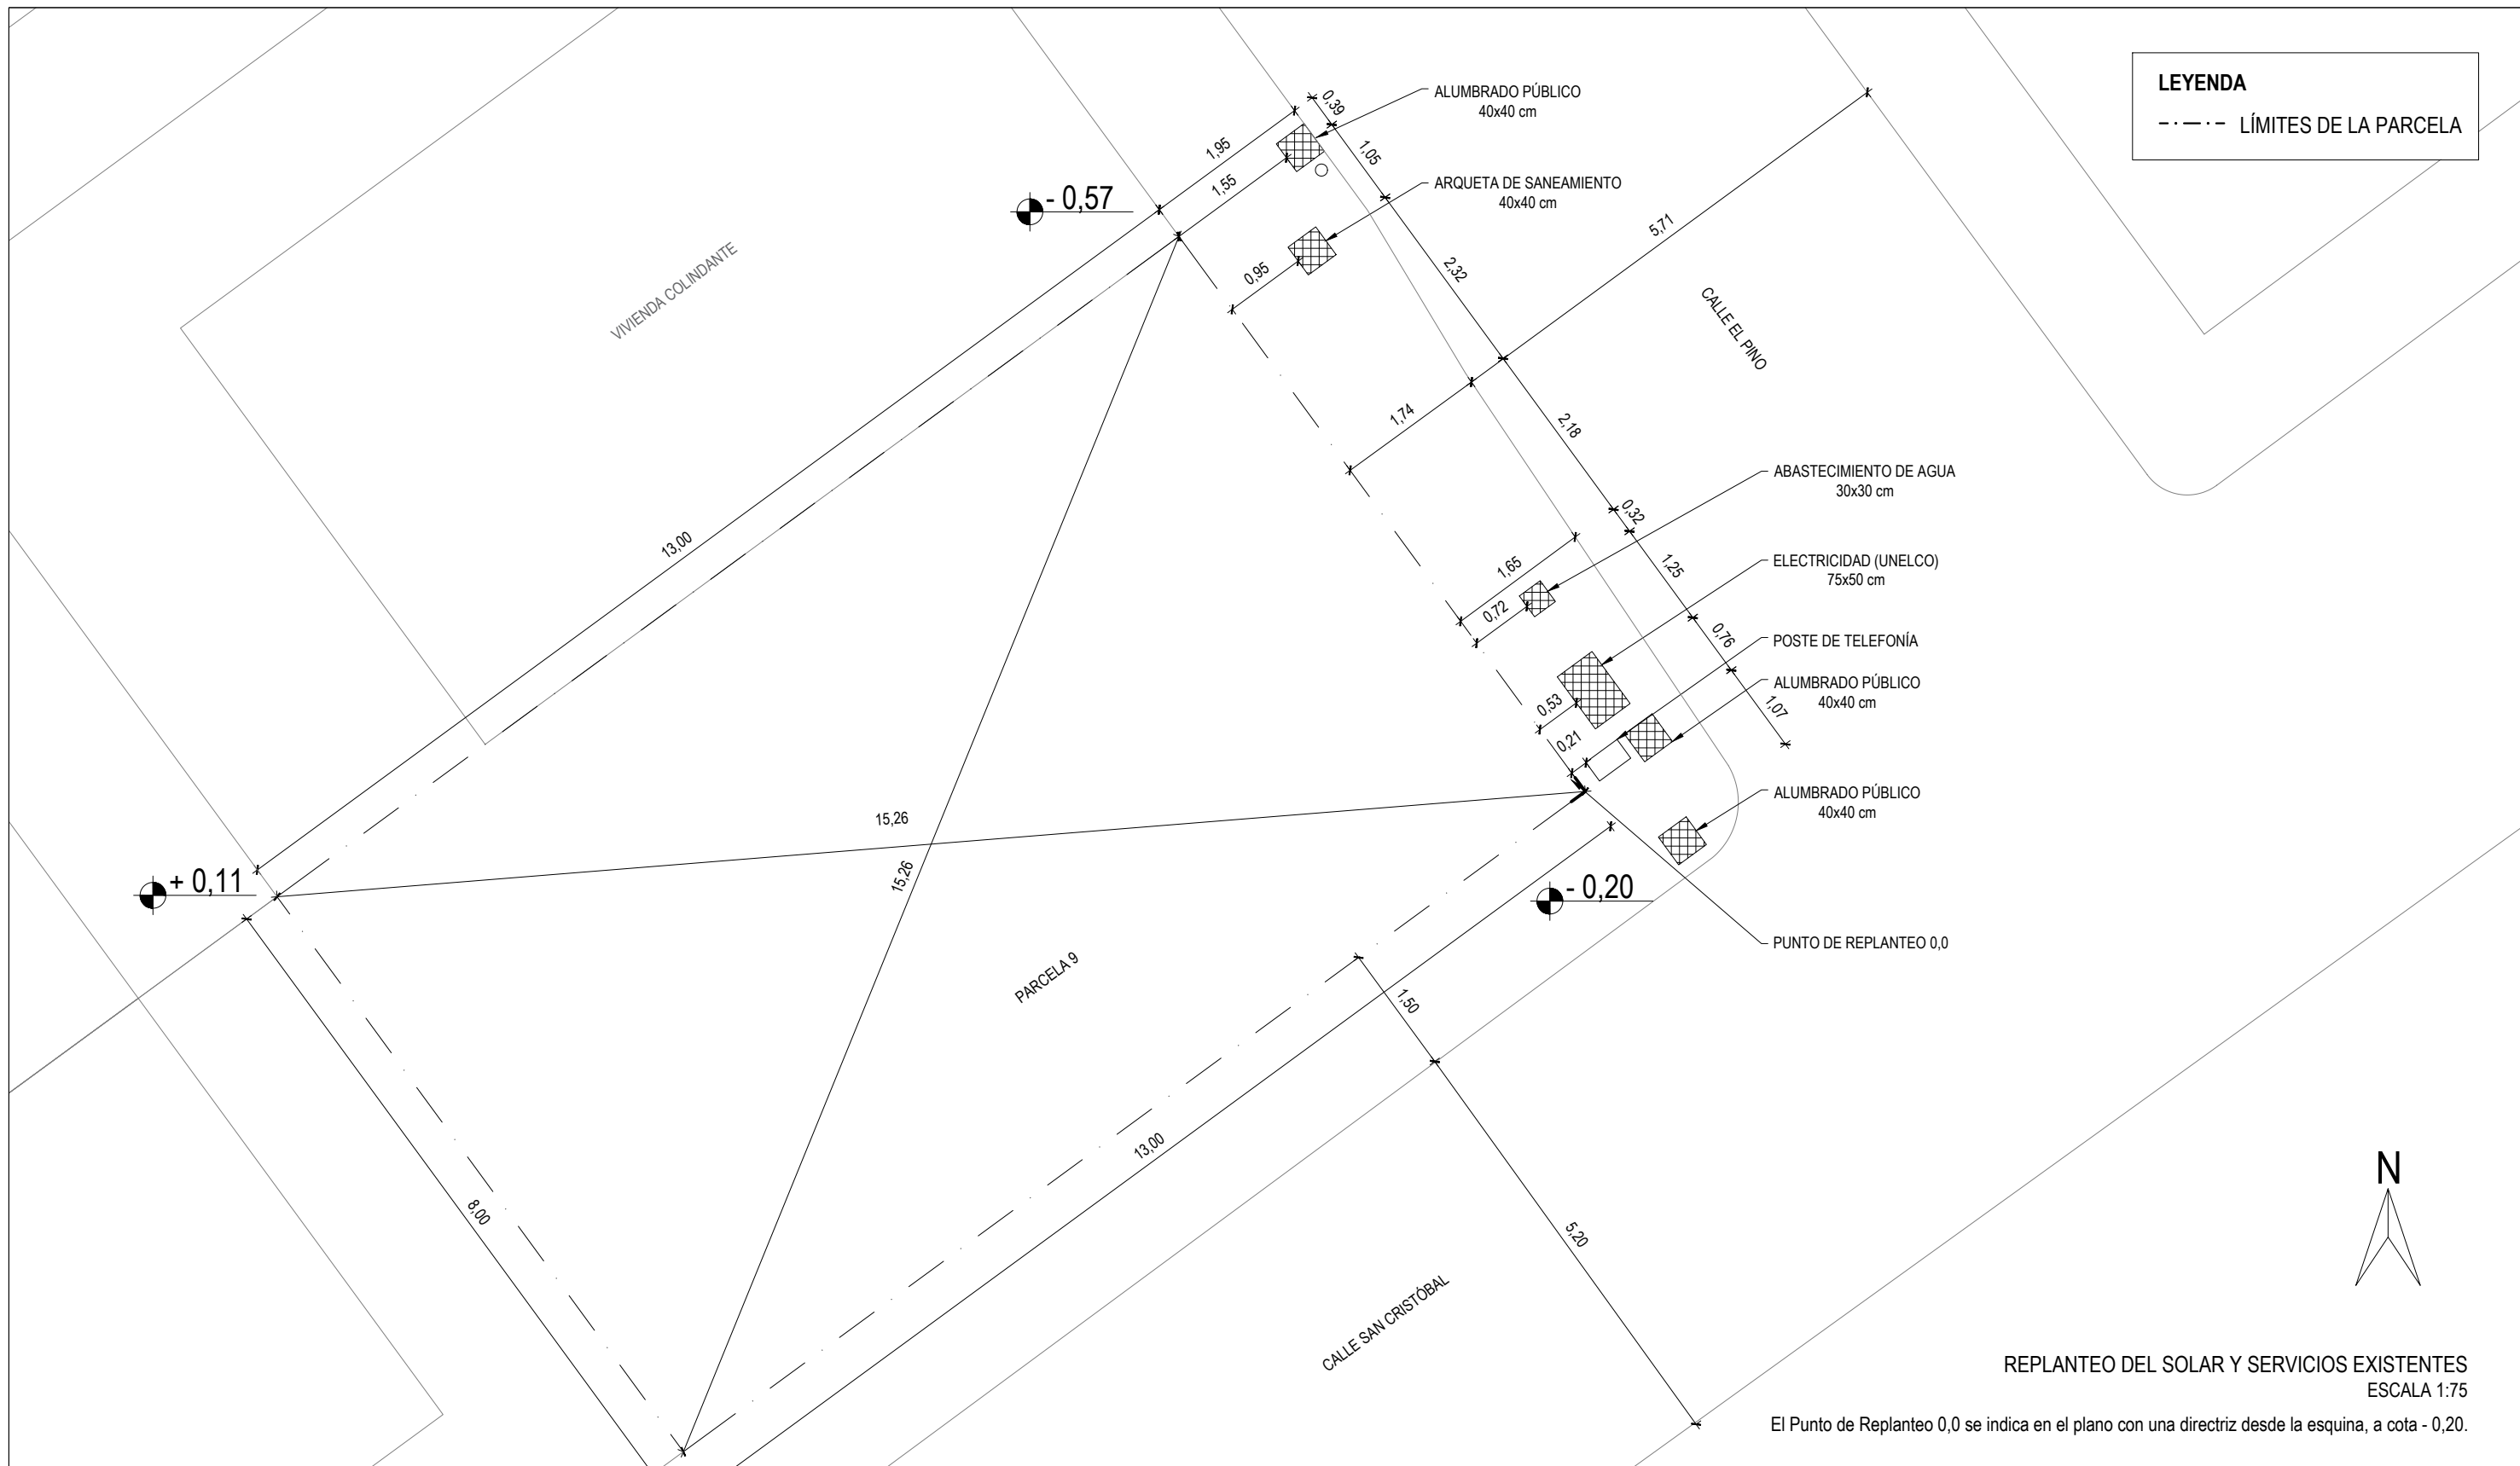 LEYENDA
LÍMITES DE LA PARCELA
ALUMBRADO PÚBLICO
40x40 cm
0,39
1,05
1,95
1,55
- 0,57
ARQUETA DE SANEAMIENTO
40x40 cm
5,71
2,32
0,95
VIVIENDA COLINDANTE
CALLE EL PINO
1,74
2,18
ABASTECIMIENTO DE AGUA
30x30 cm
0,32
13,00
1,65
1,25
ELECTRICIDAD (UNELCO)
75x50 cm
0,72
0,76
POSTE DE TELEFONÍA
ALUMBRADO PÚBLICO
40x40 cm
0,53
1,07
0,21
ALUMBRADO PÚBLICO
40x40 cm
15,26
15,26
+ 0,11
- 0,20
PUNTO DE REPLANTEO 0,0
PARCELA 9
1,50
13,00
8,00
5,20
CALLE SAN CRISTÓBAL
N
REPLANTEO DEL SOLAR Y SERVICIOS EXISTENTES
ESCALA 1:75
El Punto de Replanteo 0,0 se indica en el plano con una directriz desde la esquina, a cota - 0,20.